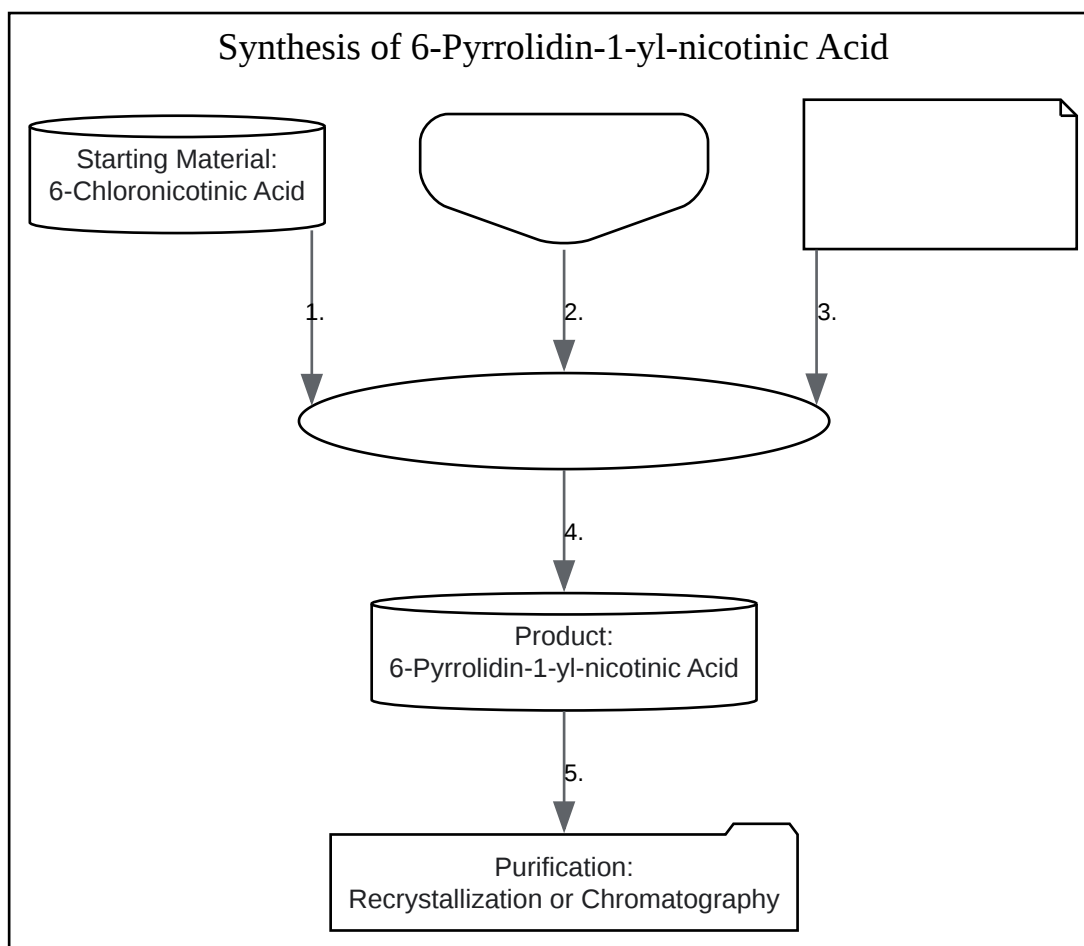 Synthesis of 6-Pyrrolidin-1-yl-nicotinic Acid
Starting Material:
6-Chloronicotinic Acid
1.
2.
3.
4.
Product:
6-Pyrrolidin-1-yl-nicotinic Acid
5.
Purification:
Recrystallization or Chromatography